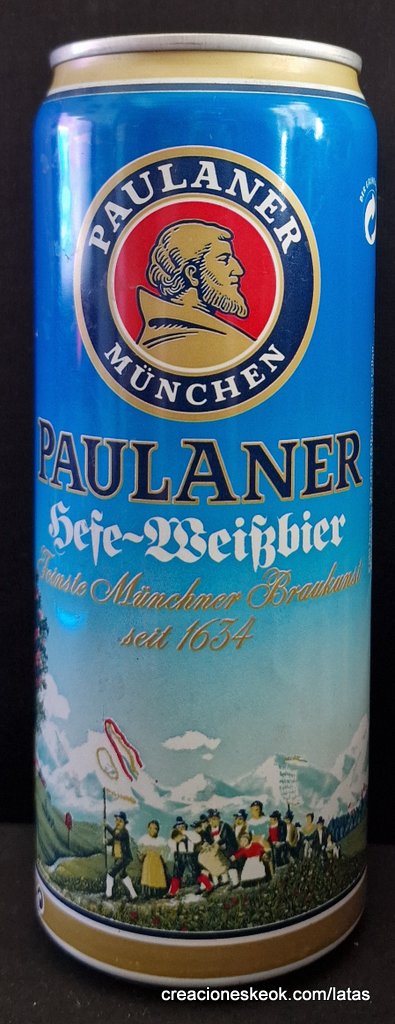 PAULANER
MÜNCHEN
PAULANER
Hefe-Weißbier
Feinste Münchner Braukunst
seit 1634
creacioneskeok.com/latas